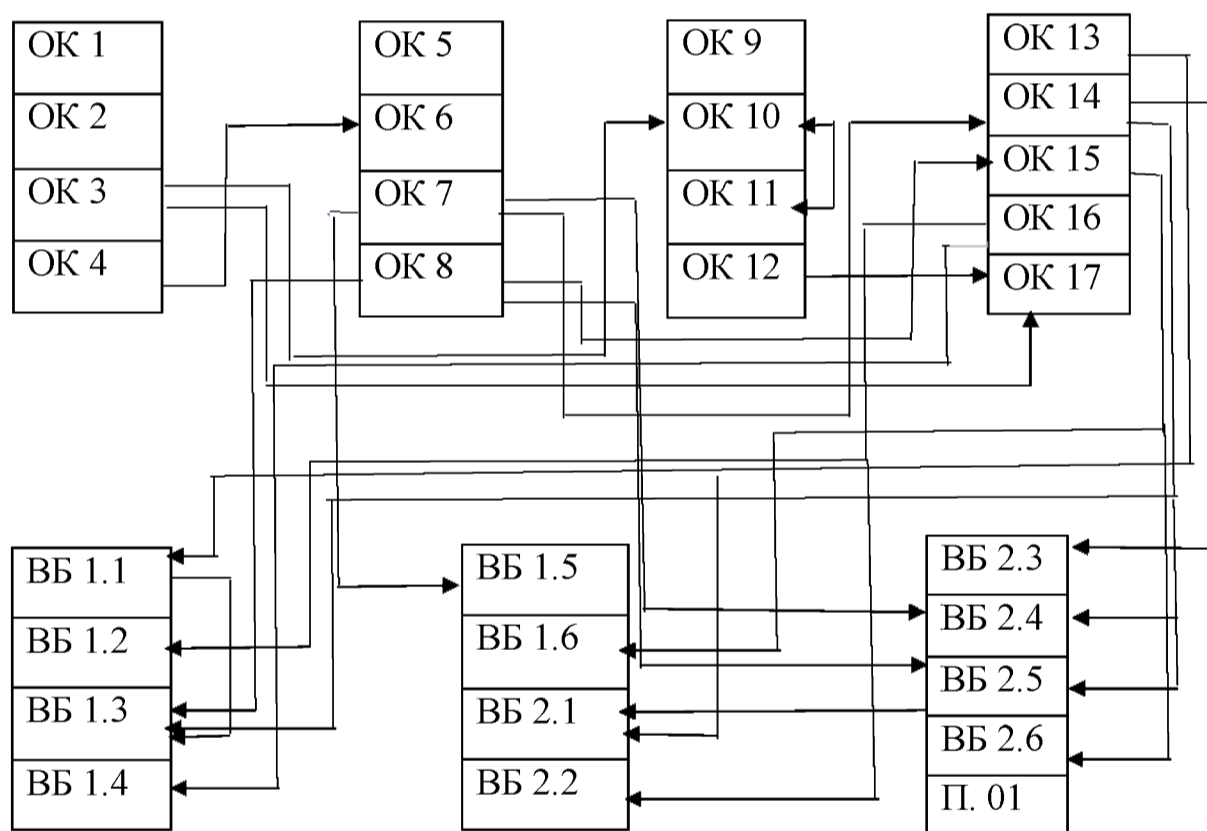 ОК 1
ОК 2
ОК 3
ОК 4
ОК 5
ОК 6
ОК 7
ОК 8
ОК 9
ОК 10
ОК 11
ОК 12
ОК 13
ОК 14
ОК 15
ОК 16
ОК 17
ВБ 1.1
ВБ 1.2
ВБ 1.3
ВБ 1.4
ВБ 1.5
ВБ 1.6
ВБ 2.1
ВБ 2.2
ВБ 2.3
ВБ 2.4
ВБ 2.5
ВБ 2.6
П. 01